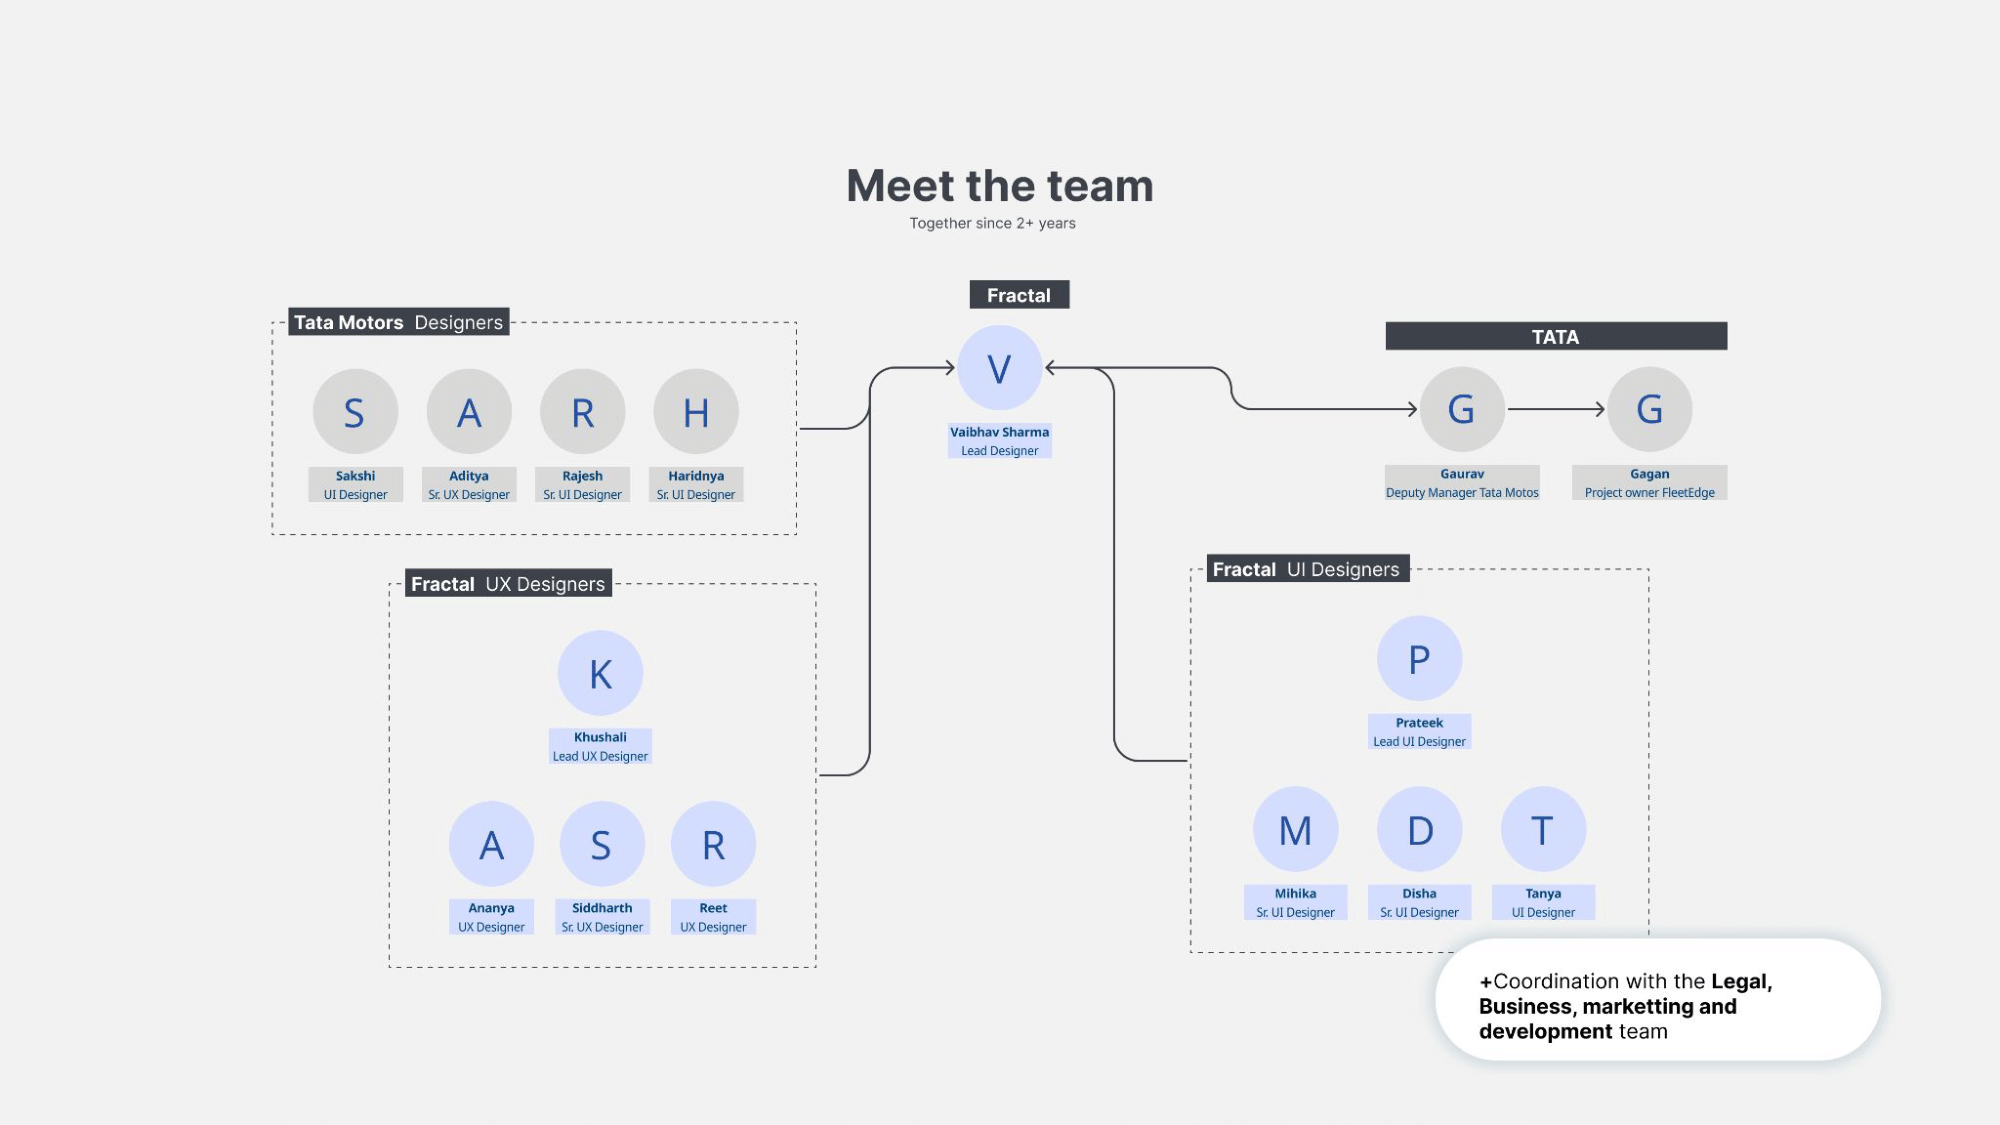 Meet the team
Together since 2+ years
Fractal
V
Vaibhav Sharma
Lead Designer
Tata Motors Designers
S A R H
Sakshi Aditya Rajesh Haridnya
UI Designer Sr. UX Designer Sr. UI Designer Sr. UI Designer
TATA
G G
Gaurav Gagan
Deputy Manager Tata Motos Project owner FleetEdge
Fractal UX Designers
K
Khushali
Lead UX Designer
A S R
Ananya Siddharth Reet
UX Designer Sr. UX Designer UX Designer
Fractal UI Designers
P
Prateek
Lead UI Designer
M D T
Mihika Disha Tanya
Sr. UI Designer Sr. UI Designer UI Designer
+Coordination with the Legal,
Business, marketting and
development team